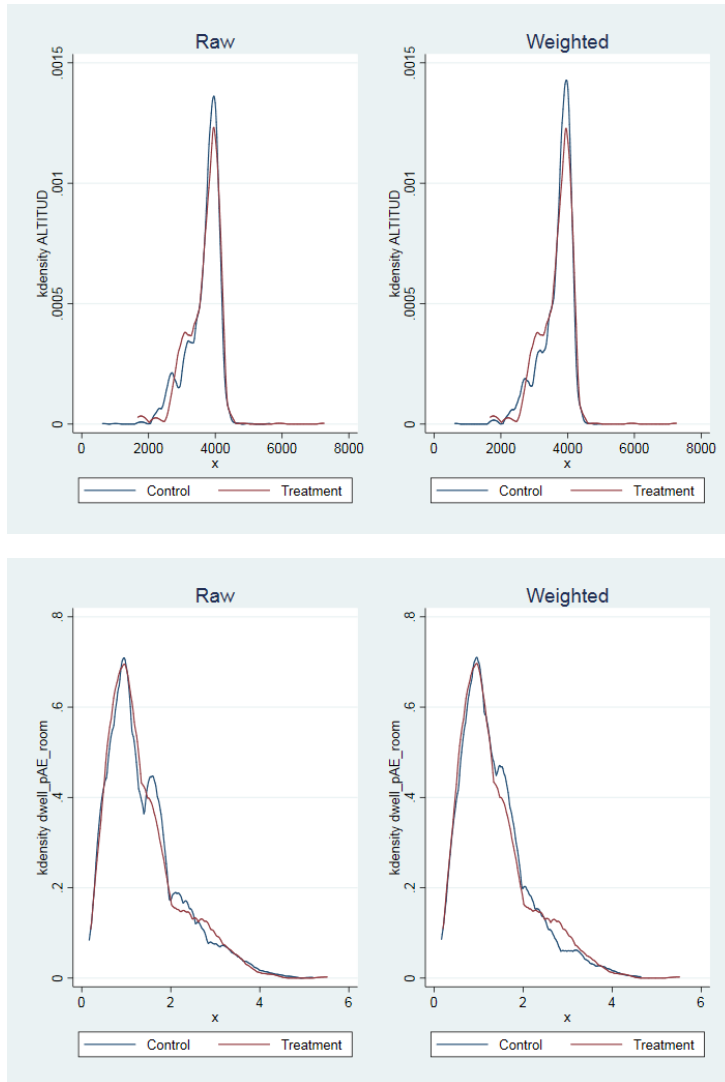 Raw
Weighted
kdensity ALTITUD
.0015
.001
.0005
0
0 2000 4000 6000 8000
x
Control Treatment
kdensity ALTITUD
.0015
.001
.0005
0
0 2000 4000 6000 8000
x
Control Treatment
Raw
Weighted
kdensity dwell_pAE_room
.8
.6
.4
.2
0
0 2 4 6
x
Control Treatment
kdensity dwell_pAE_room
.8
.6
.4
.2
0
0 2 4 6
x
Control Treatment